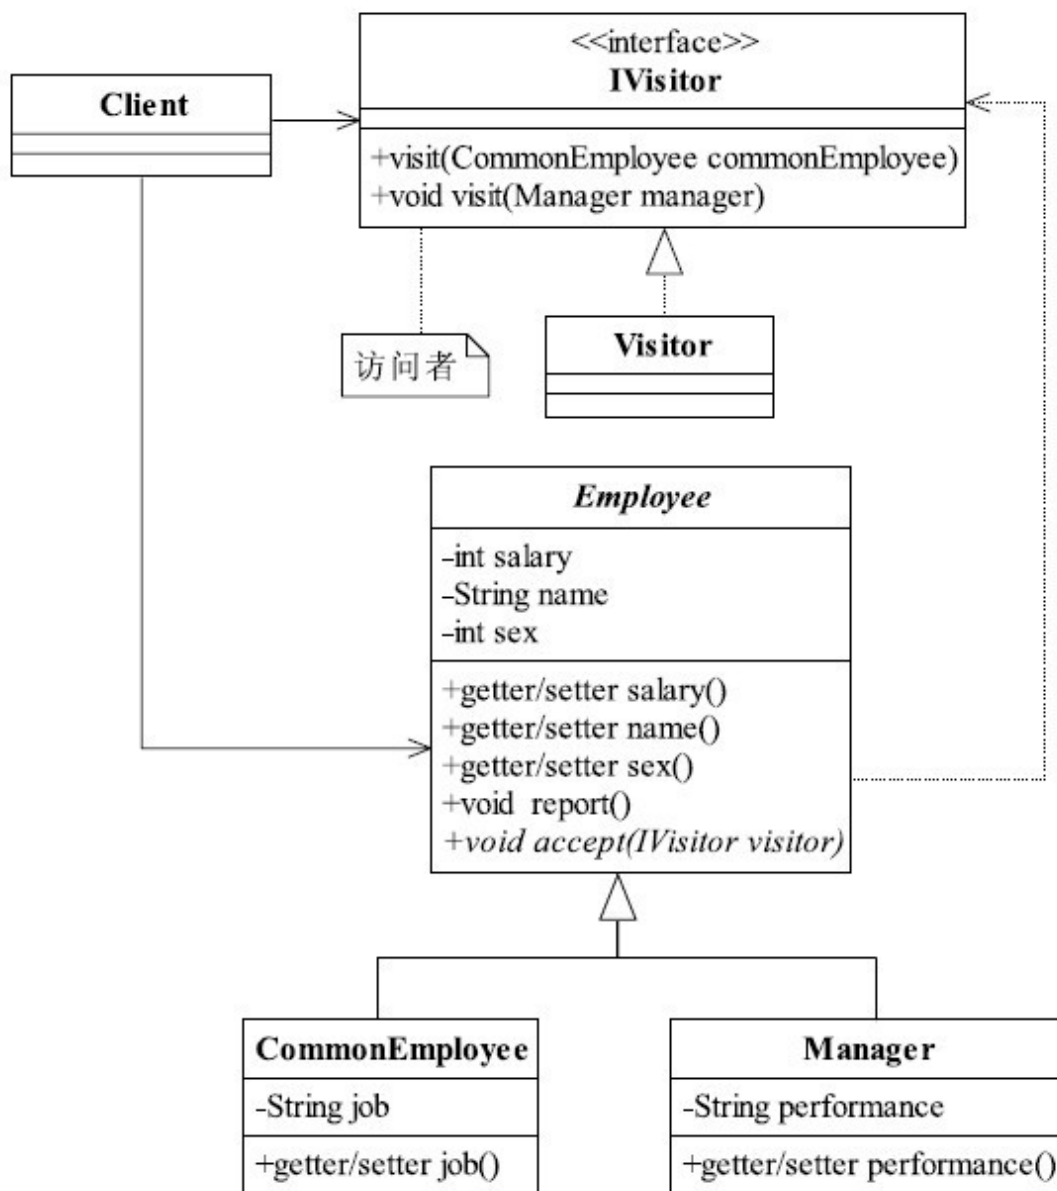 Client
<<interface>>
IVisitor
+visit(CommonEmployee commonEmployee)
+void visit(Manager manager)
访问者
Visitor
Employee
-int salary
-String name
-int sex
+getter/setter salary()
+getter/setter name()
+getter/setter sex()
+void report()
+void accept(IVisitor visitor)
CommonEmployee
-String job
+getter/setter job()
Manager
-String performance
+getter/setter performance()